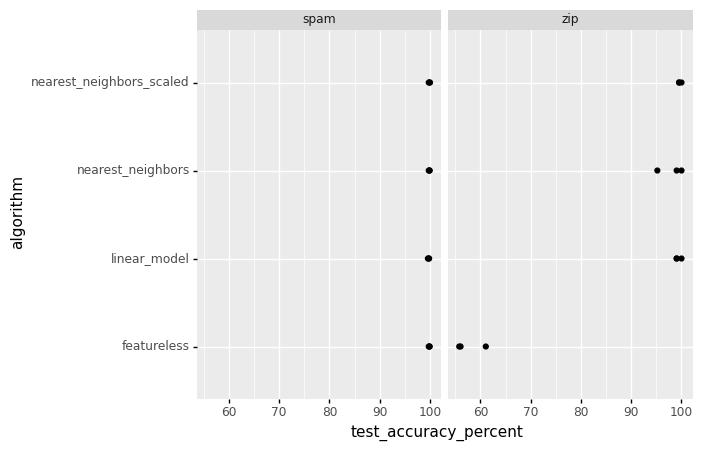 spam
zip
nearest_neighbors_scaled
nearest_neighbors
linear_model
featureless
algorithm
60 70 80 90 100
60 70 80 90 100
test_accuracy_percent